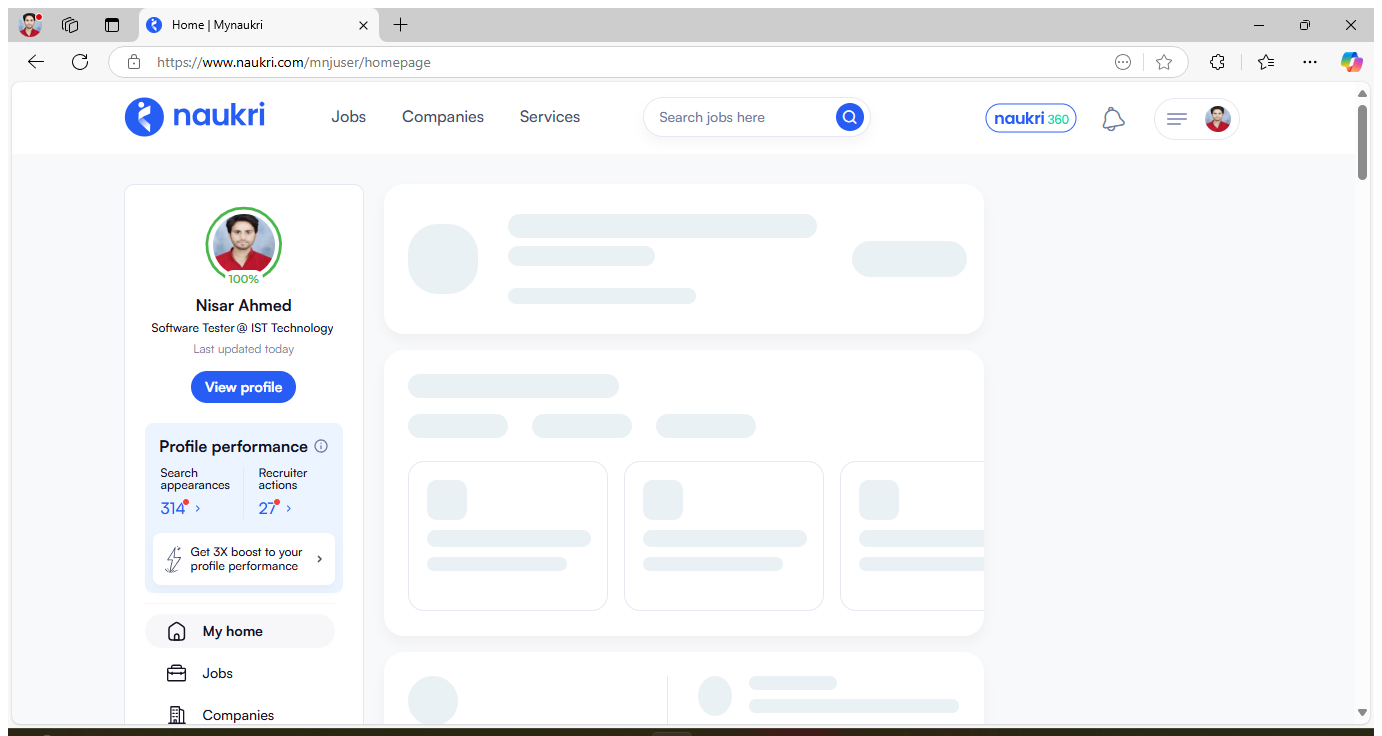 Home | Mynaukri
https://www.naukri.com/mnjuser/homepage
naukri
Jobs
Companies
Services
Search jobs here
naukri 360
100%
Nisar Ahmed
Software Tester @ IST Technology
Last updated today
View profile
Profile performance
Search
appearances
314
Recruiter
actions
27
Get 3X boost to your
profile performance
My home
Jobs
Companies